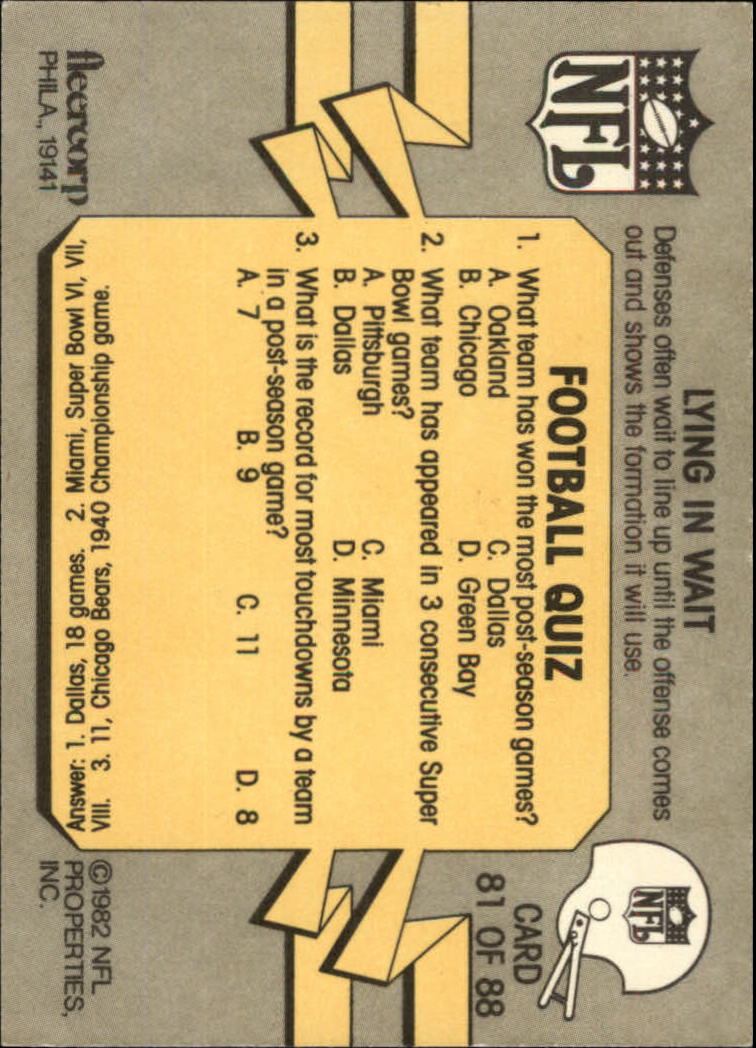 NFL
LYING IN WAIT
Defenses often wait to line up until the offense comes
out and shows the formation it will use.
NFL
CARD
81 OF 88
FOOTBALL QUIZ
1. What team has won the most post-season games?
A. Oakland C. Dallas
B. Chicago D. Green Bay
2. What team has appeared in 3 consecutive Super
Bowl games?
A. Pittsburgh C. Miami
B. Dallas D. Minnesota
3. What is the record for most touchdowns by a team
in a post-season game?
A. 7 B. 9 C. 11 D. 8
Answer: 1. Dallas, 18 games. 2. Miami, Super Bowl VI, VII,
VIII. 3. 11, Chicago Bears, 1940 Championship game.
fleercorp
PHILA., 19141
©1982 NFL
PROPERTIES,
INC.